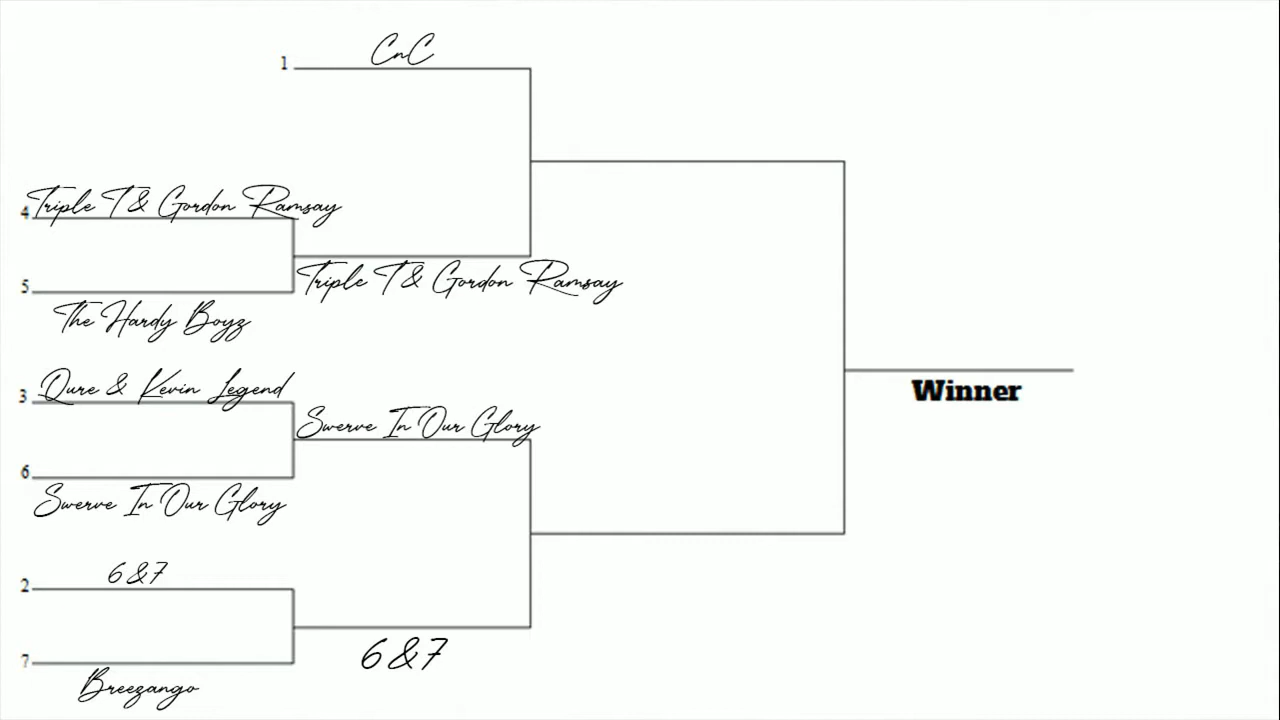 1 CnC
4 Triple T & Gordon Ramsay
5 Triple T & Gordon Ramsay
The Hardy Boyz
3 Qure & Kevin Legend
Winner
Swerve In Our Glory
6
Swerve In Our Glory
6&7
2
6&7
7
Breezango